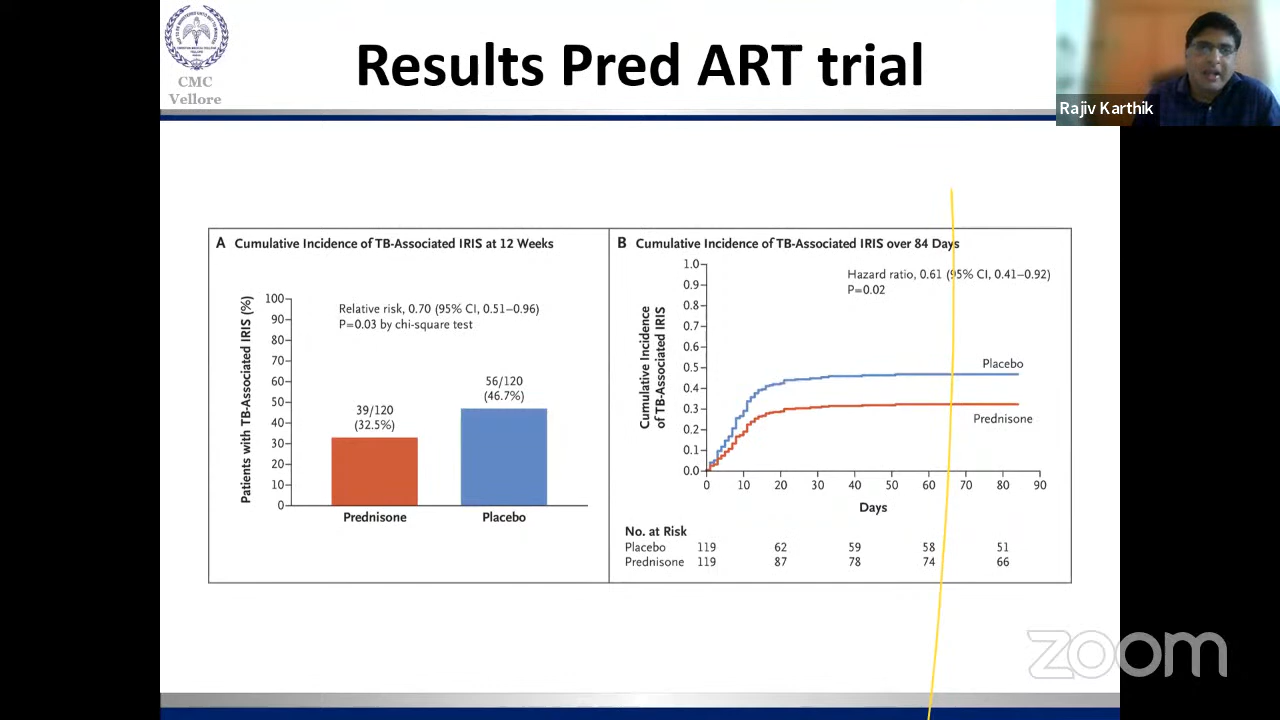 Results Pred ART trial
CMC
Vellore
Rajiv Karthik
A Cumulative Incidence of TB-Associated IRIS at 12 Weeks
Patients with TB-Associated IRIS (%)
100
90
80
70
60
50
40
30
20
10
0
Relative risk, 0.70 (95% CI, 0.51–0.96)
P=0.03 by chi-square test
39/120
(32.5%)
56/120
(46.7%)
Prednisone
Placebo
B Cumulative Incidence of TB-Associated IRIS over 84 Days
Cumulative Incidence
of TB-Associated IRIS
1.0
0.9
0.8
0.7
0.6
0.5
0.4
0.3
0.2
0.1
0.0
Hazard ratio, 0.61 (95% CI, 0.41–0.92)
P=0.02
Placebo
Prednisone
0 10 20 30 40 50 60 70 80 90
Days
No. at Risk
Placebo 119 62 59 58 51
Prednisone 119 87 78 74 66
zoom